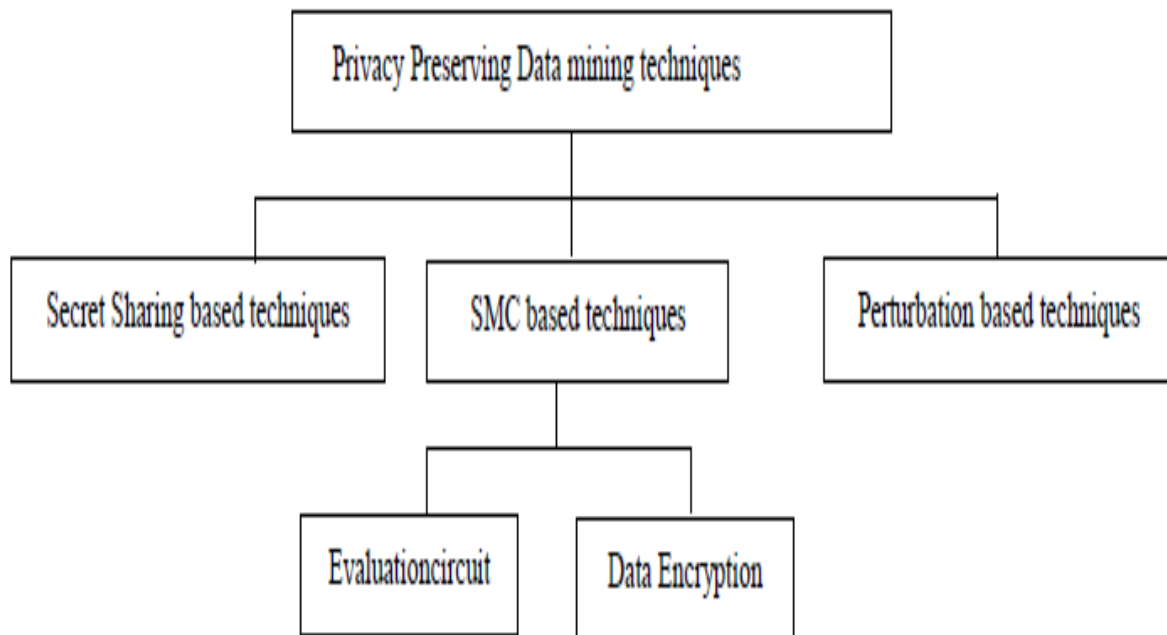 Privacy Preserving Data mining techniques
Secret Sharing based techniques
SMC based techniques
Perturbation based techniques
Evaluationcircuit
Data Encryption